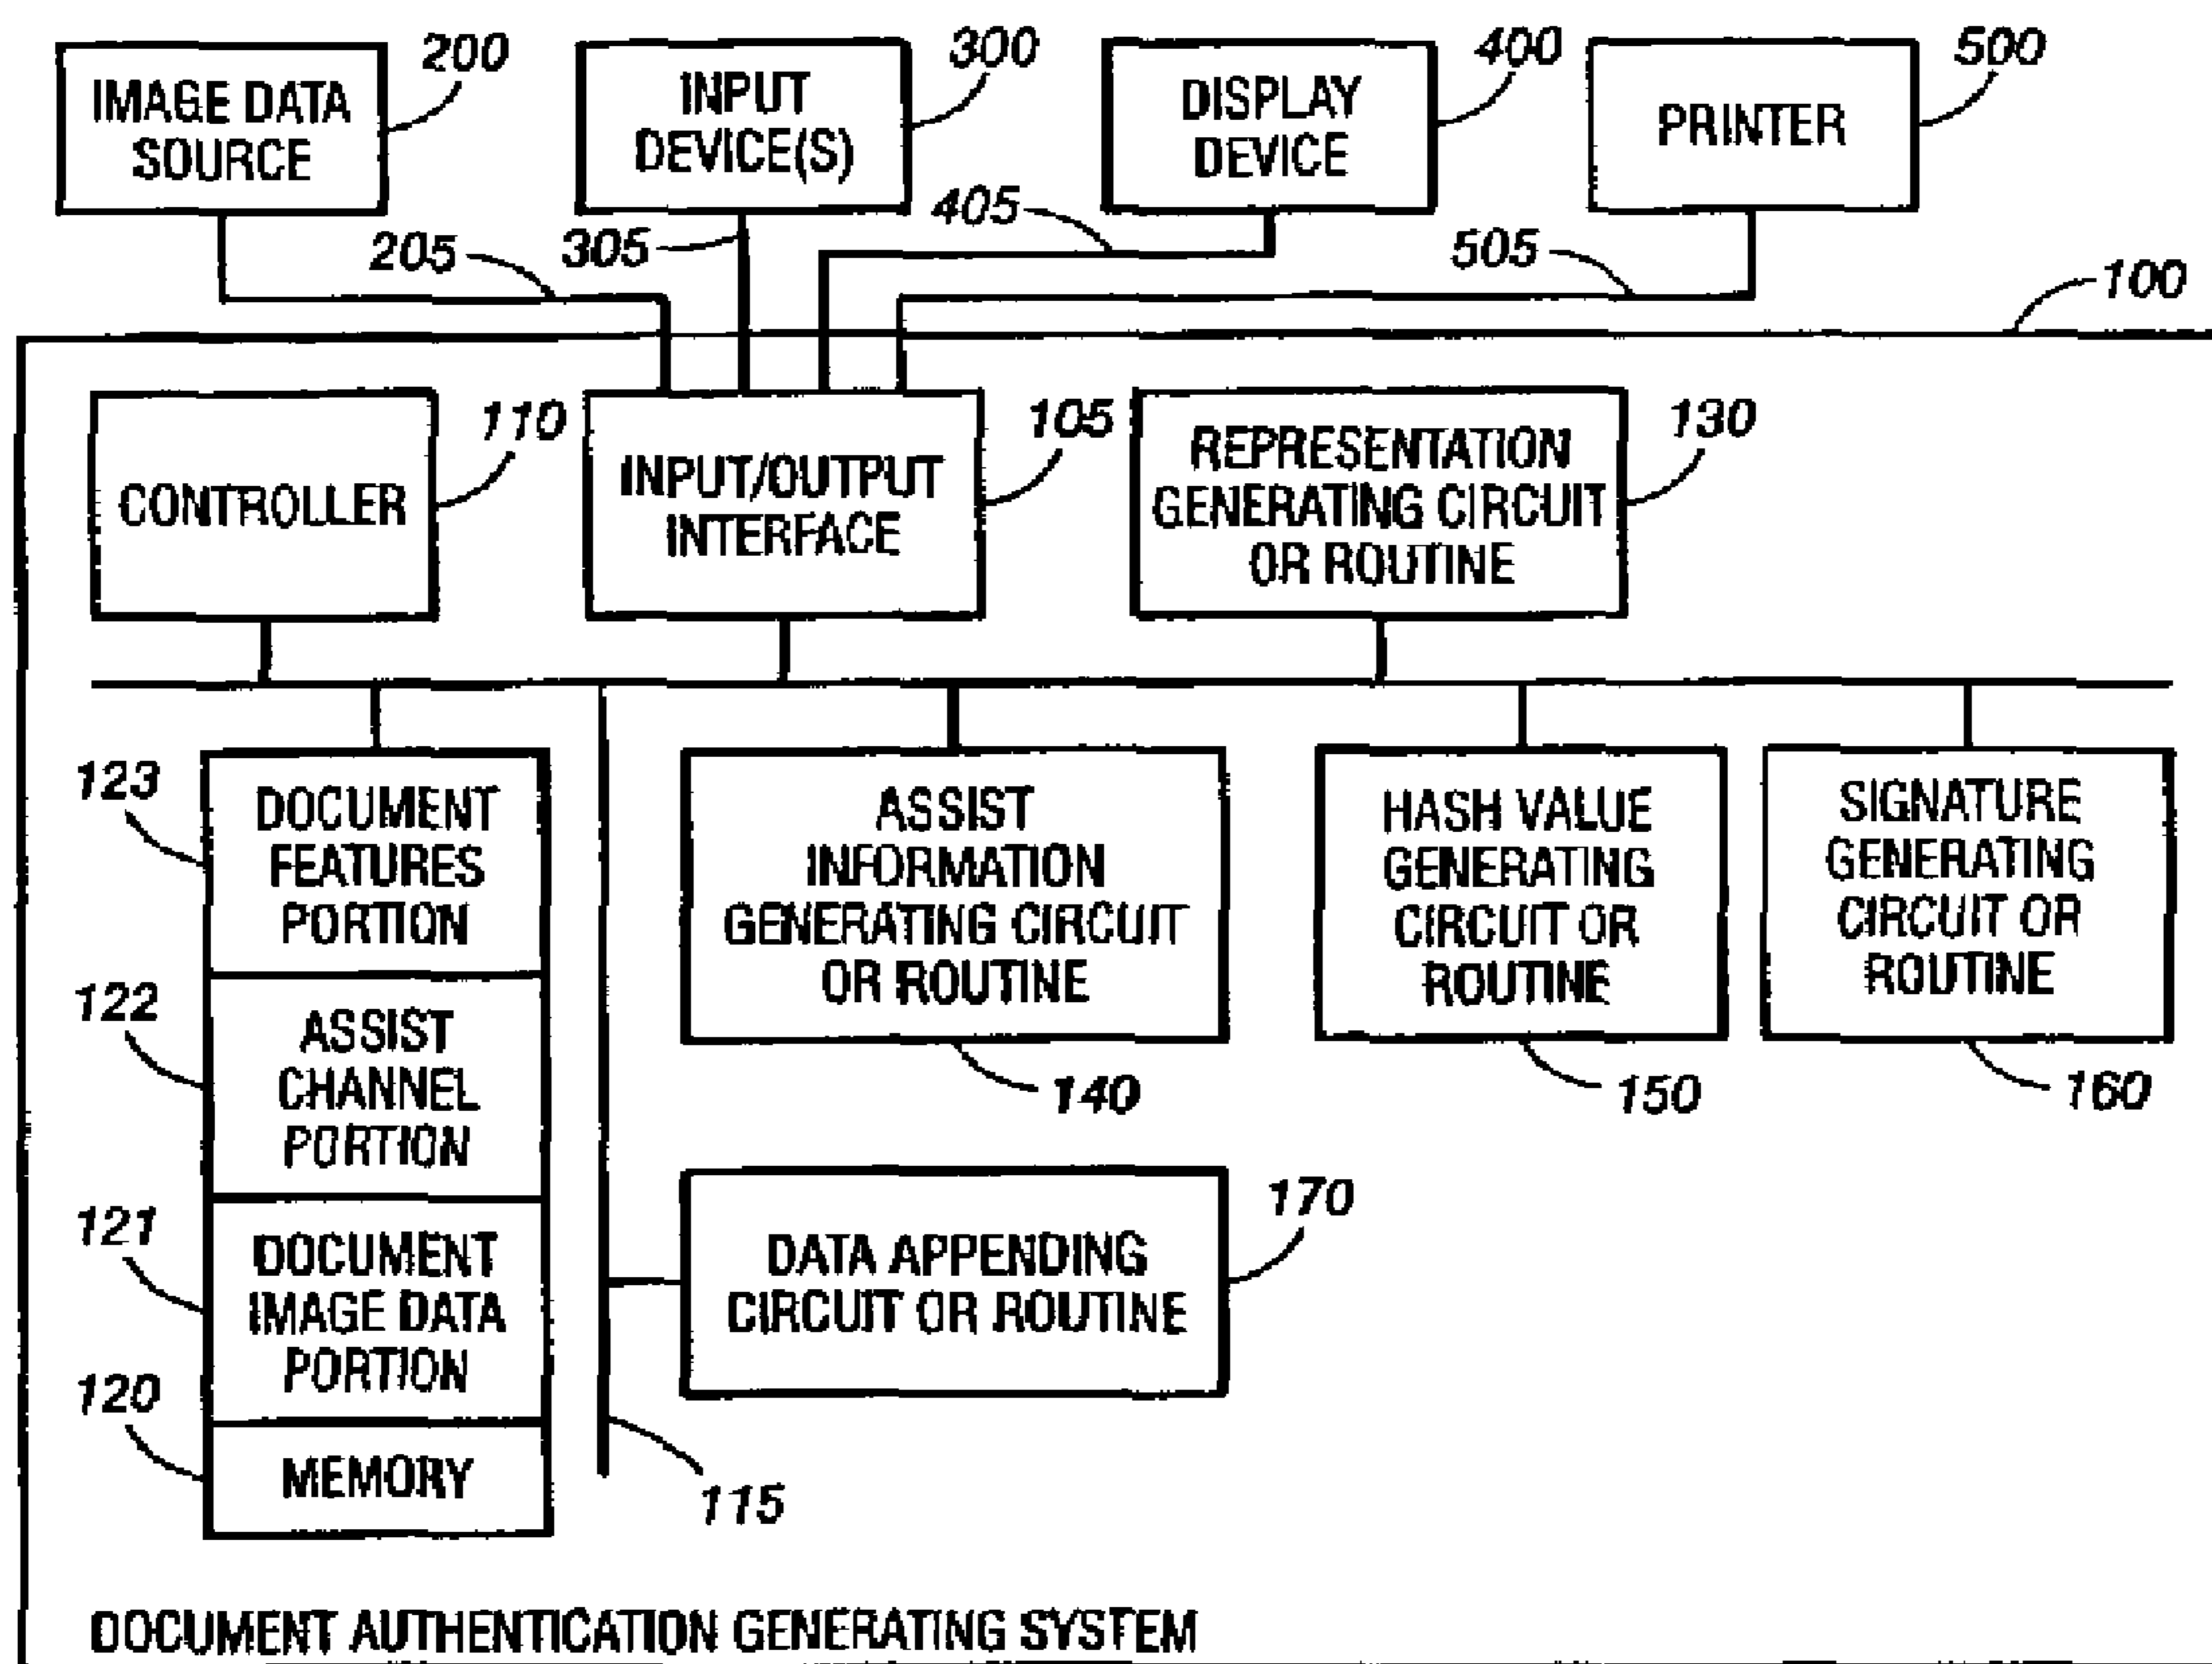 200
300
400
500
IMAGE DATA
SOURCE
INPUT
DEVICE(S)
DISPLAY
DEVICE
PRINTER
205
305
405
505
100
110
105
130
CONTROLLER
INPUT/OUTPUT
INTERFACE
REPRESENTATION
GENERATING CIRCUIT
OR ROUTINE
123
DOCUMENT
FEATURES
PORTION
ASSIST
INFORMATION
GENERATING CIRCUIT
OR ROUTINE
HASH VALUE
GENERATING
CIRCUIT OR
ROUTINE
SIGNATURE
GENERATING
CIRCUIT OR
ROUTINE
122
ASSIST
CHANNEL
PORTION
140
150
160
121
DOCUMENT
IMAGE DATA
PORTION
170
DATA APPENDING
CIRCUIT OR ROUTINE
120
MEMORY
115
DOCUMENT AUTHENTICATION GENERATING SYSTEM